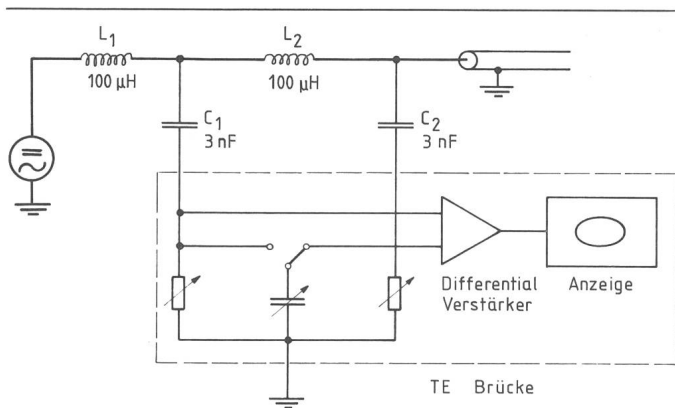 L1
100 µH
L2
100 µH
C1
3 nF
C2
3 nF
Differential
Verstärker
Anzeige
TE Brücke